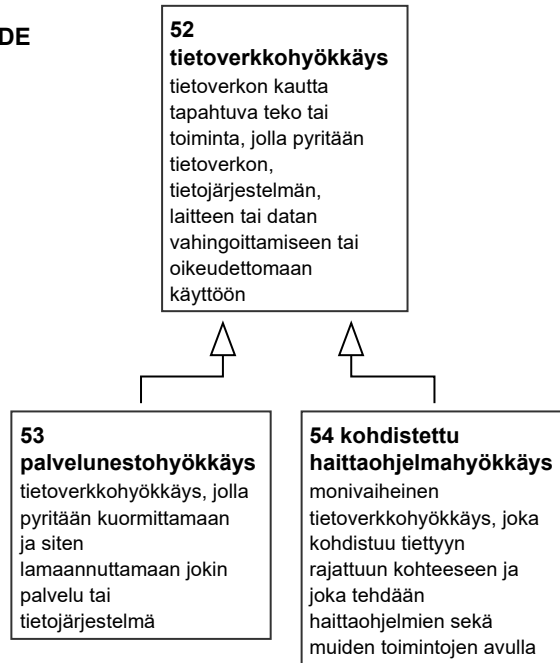 DE
52
tietoverkkohyökkäys
tietoverkon kautta
tapahtuva teko tai
toiminta, jolla pyritään
tietoverkon,
tietojärjestelmän,
laitteen tai datan
vahingoittamiseen tai
oikeudettomaan
käyttöön
53
palvelunestohyökkäys
tietoverkkohyökkäys, jolla
pyritään kuormittamaan
ja siten
lamaannuttamaan jokin
palvelu tai
tietojärjestelmä
54 kohdistettu
haittaohjelmahyökkäys
monivaiheinen
tietoverkkohyökkäys, joka
kohdistuu tiettyyn
rajattuun kohteeseen ja
joka tehdään
haittaohjelmien sekä
muiden toimintojen avulla